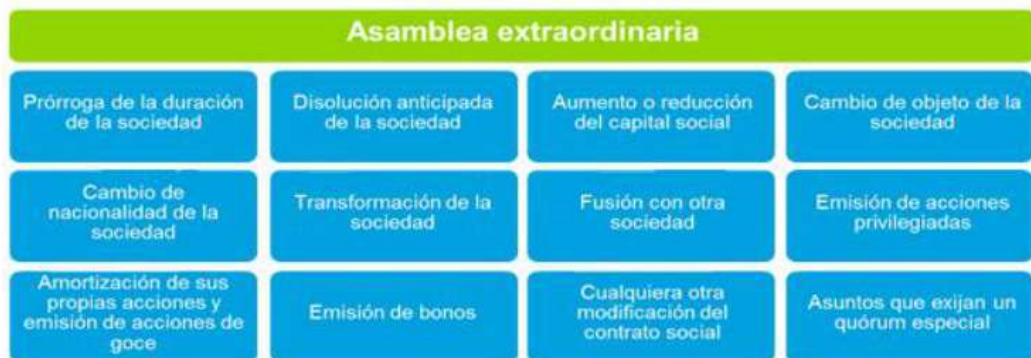 Asamblea extraordinaria
Prórroga de la duración
de la sociedad
Disolución anticipada
de la sociedad
Aumento o reducción
del capital social
Cambio de objeto de la
sociedad
Cambio de
nacionalidad de la
sociedad
Transformación de la
sociedad
Fusión con otra
sociedad
Emisión de acciones
privilegiadas
Amortización de sus
propias acciones y
emisión de acciones de
goce
Emisión de bonos
Cualquiera otra
modificación del
contrato social
Asuntos que exijan un
quórum especial